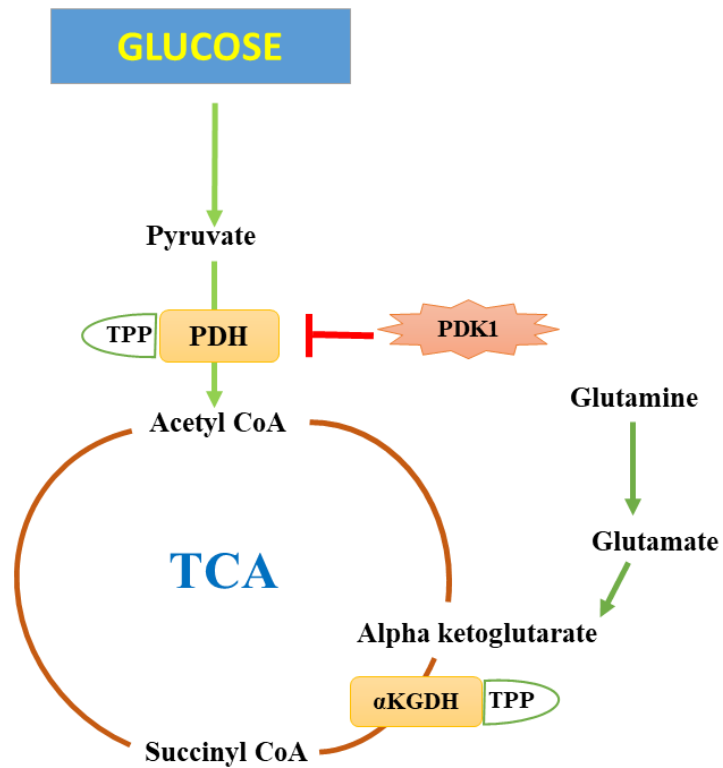 GLUCOSE
Pyruvate
TPP
PDH
PDK1
Acetyl CoA
Glutamine
Glutamate
TCA
Alpha ketoglutarate
αKGDH
TPP
Succinyl CoA